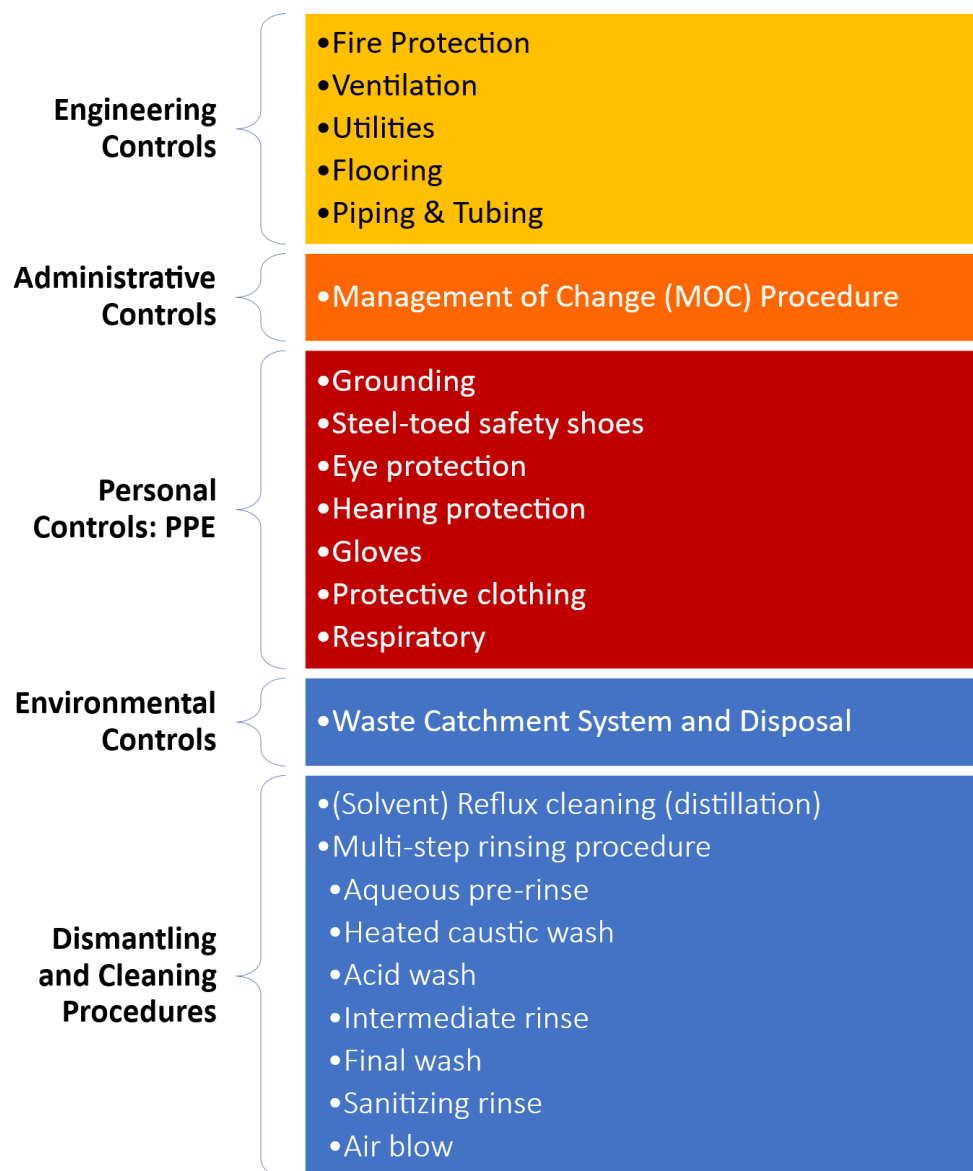 Engineering
Controls
•Fire Protection
•Ventilation
•Utilities
•Flooring
•Piping & Tubing
Administrative
Controls
•Management of Change (MOC) Procedure
Personal
Controls: PPE
•Grounding
•Steel-toed safety shoes
•Eye protection
•Hearing protection
•Gloves
•Protective clothing
•Respiratory
Environmental
Controls
•Waste Catchment System and Disposal
Dismantling
and Cleaning
Procedures
•(Solvent) Reflux cleaning (distillation)
•Multi-step rinsing procedure
•Aqueous pre-rinse
•Heated caustic wash
•Acid wash
•Intermediate rinse
•Final wash
•Sanitizing rinse
•Air blow